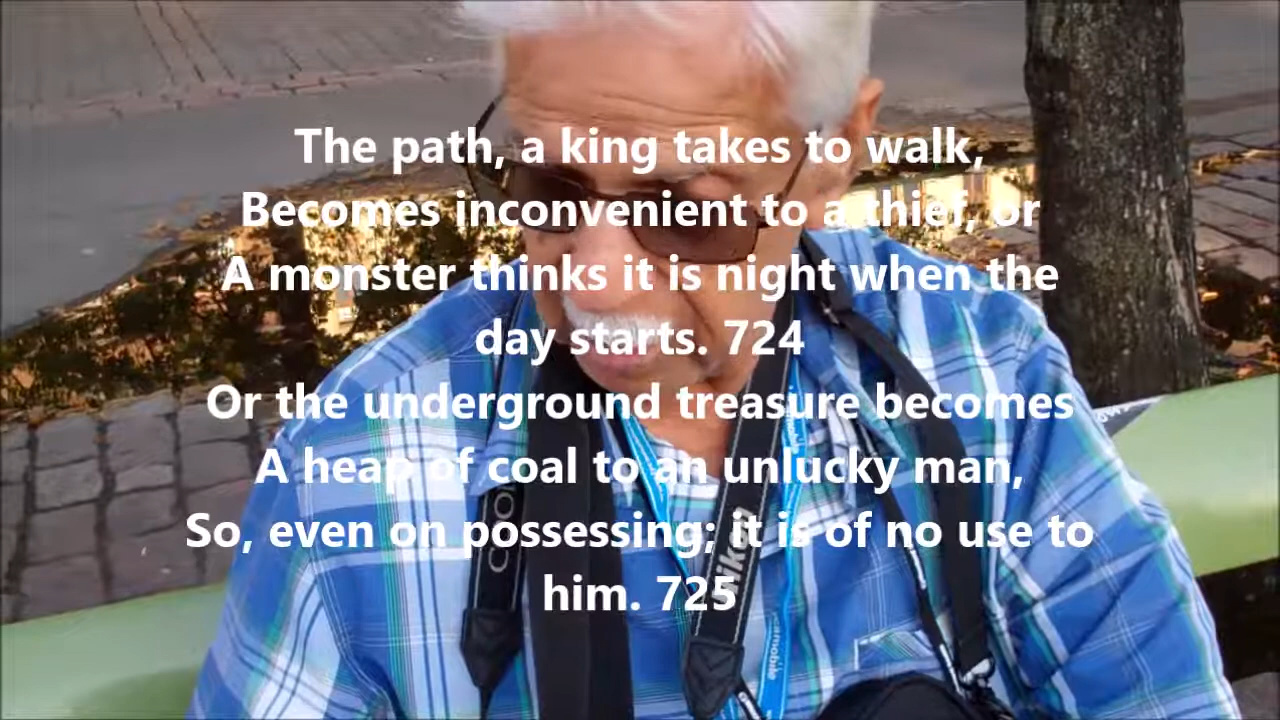 The path, a king takes to walk,
Becomes inconvenient to a thief, or
A monster thinks it is night when the
day starts. 724
Or the underground treasure becomes
A heap of coal to an unlucky man,
So, even on possessing; it is of no use to
him. 725
Nikon